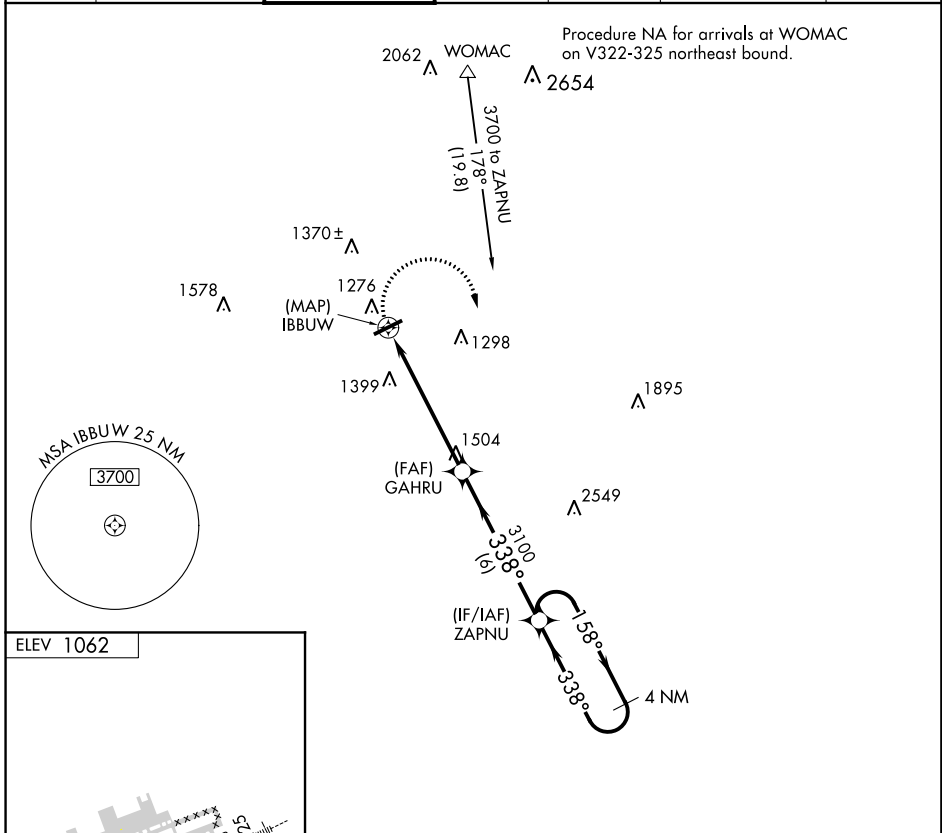 Procedure NA for arrivals at WOMAC
on V322-325 northeast bound.
2062
WOMAC
2654
3700 to ZAPNU
178°
(19.8)
1370±
1578
1276
(MAP)
IBBUW
1298
1399
1895
MSA IBBUW 25 NM
3700
1504
(FAF)
GAHRU
2549
3100
338°
(6)
(IF/IAF)
ZAPNU
158°
338°
4 NM
ELEV 1062
25